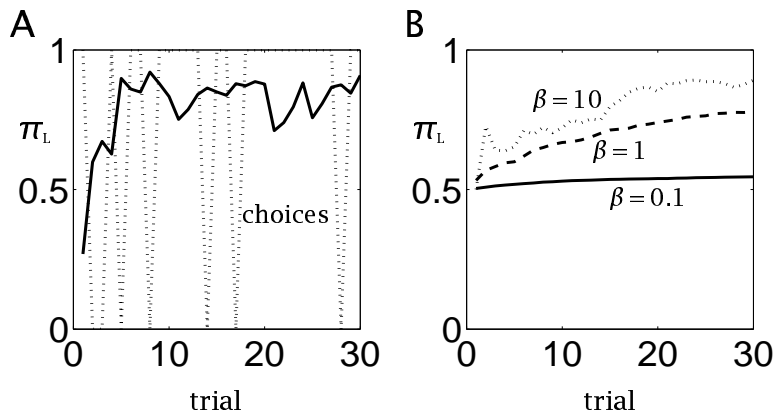 A
B
1
π_L
0.5
0
choices
0 10 20 30
trial
1
π_L
0.5
0
β = 10
β = 1
β = 0.1
0 10 20 30
trial